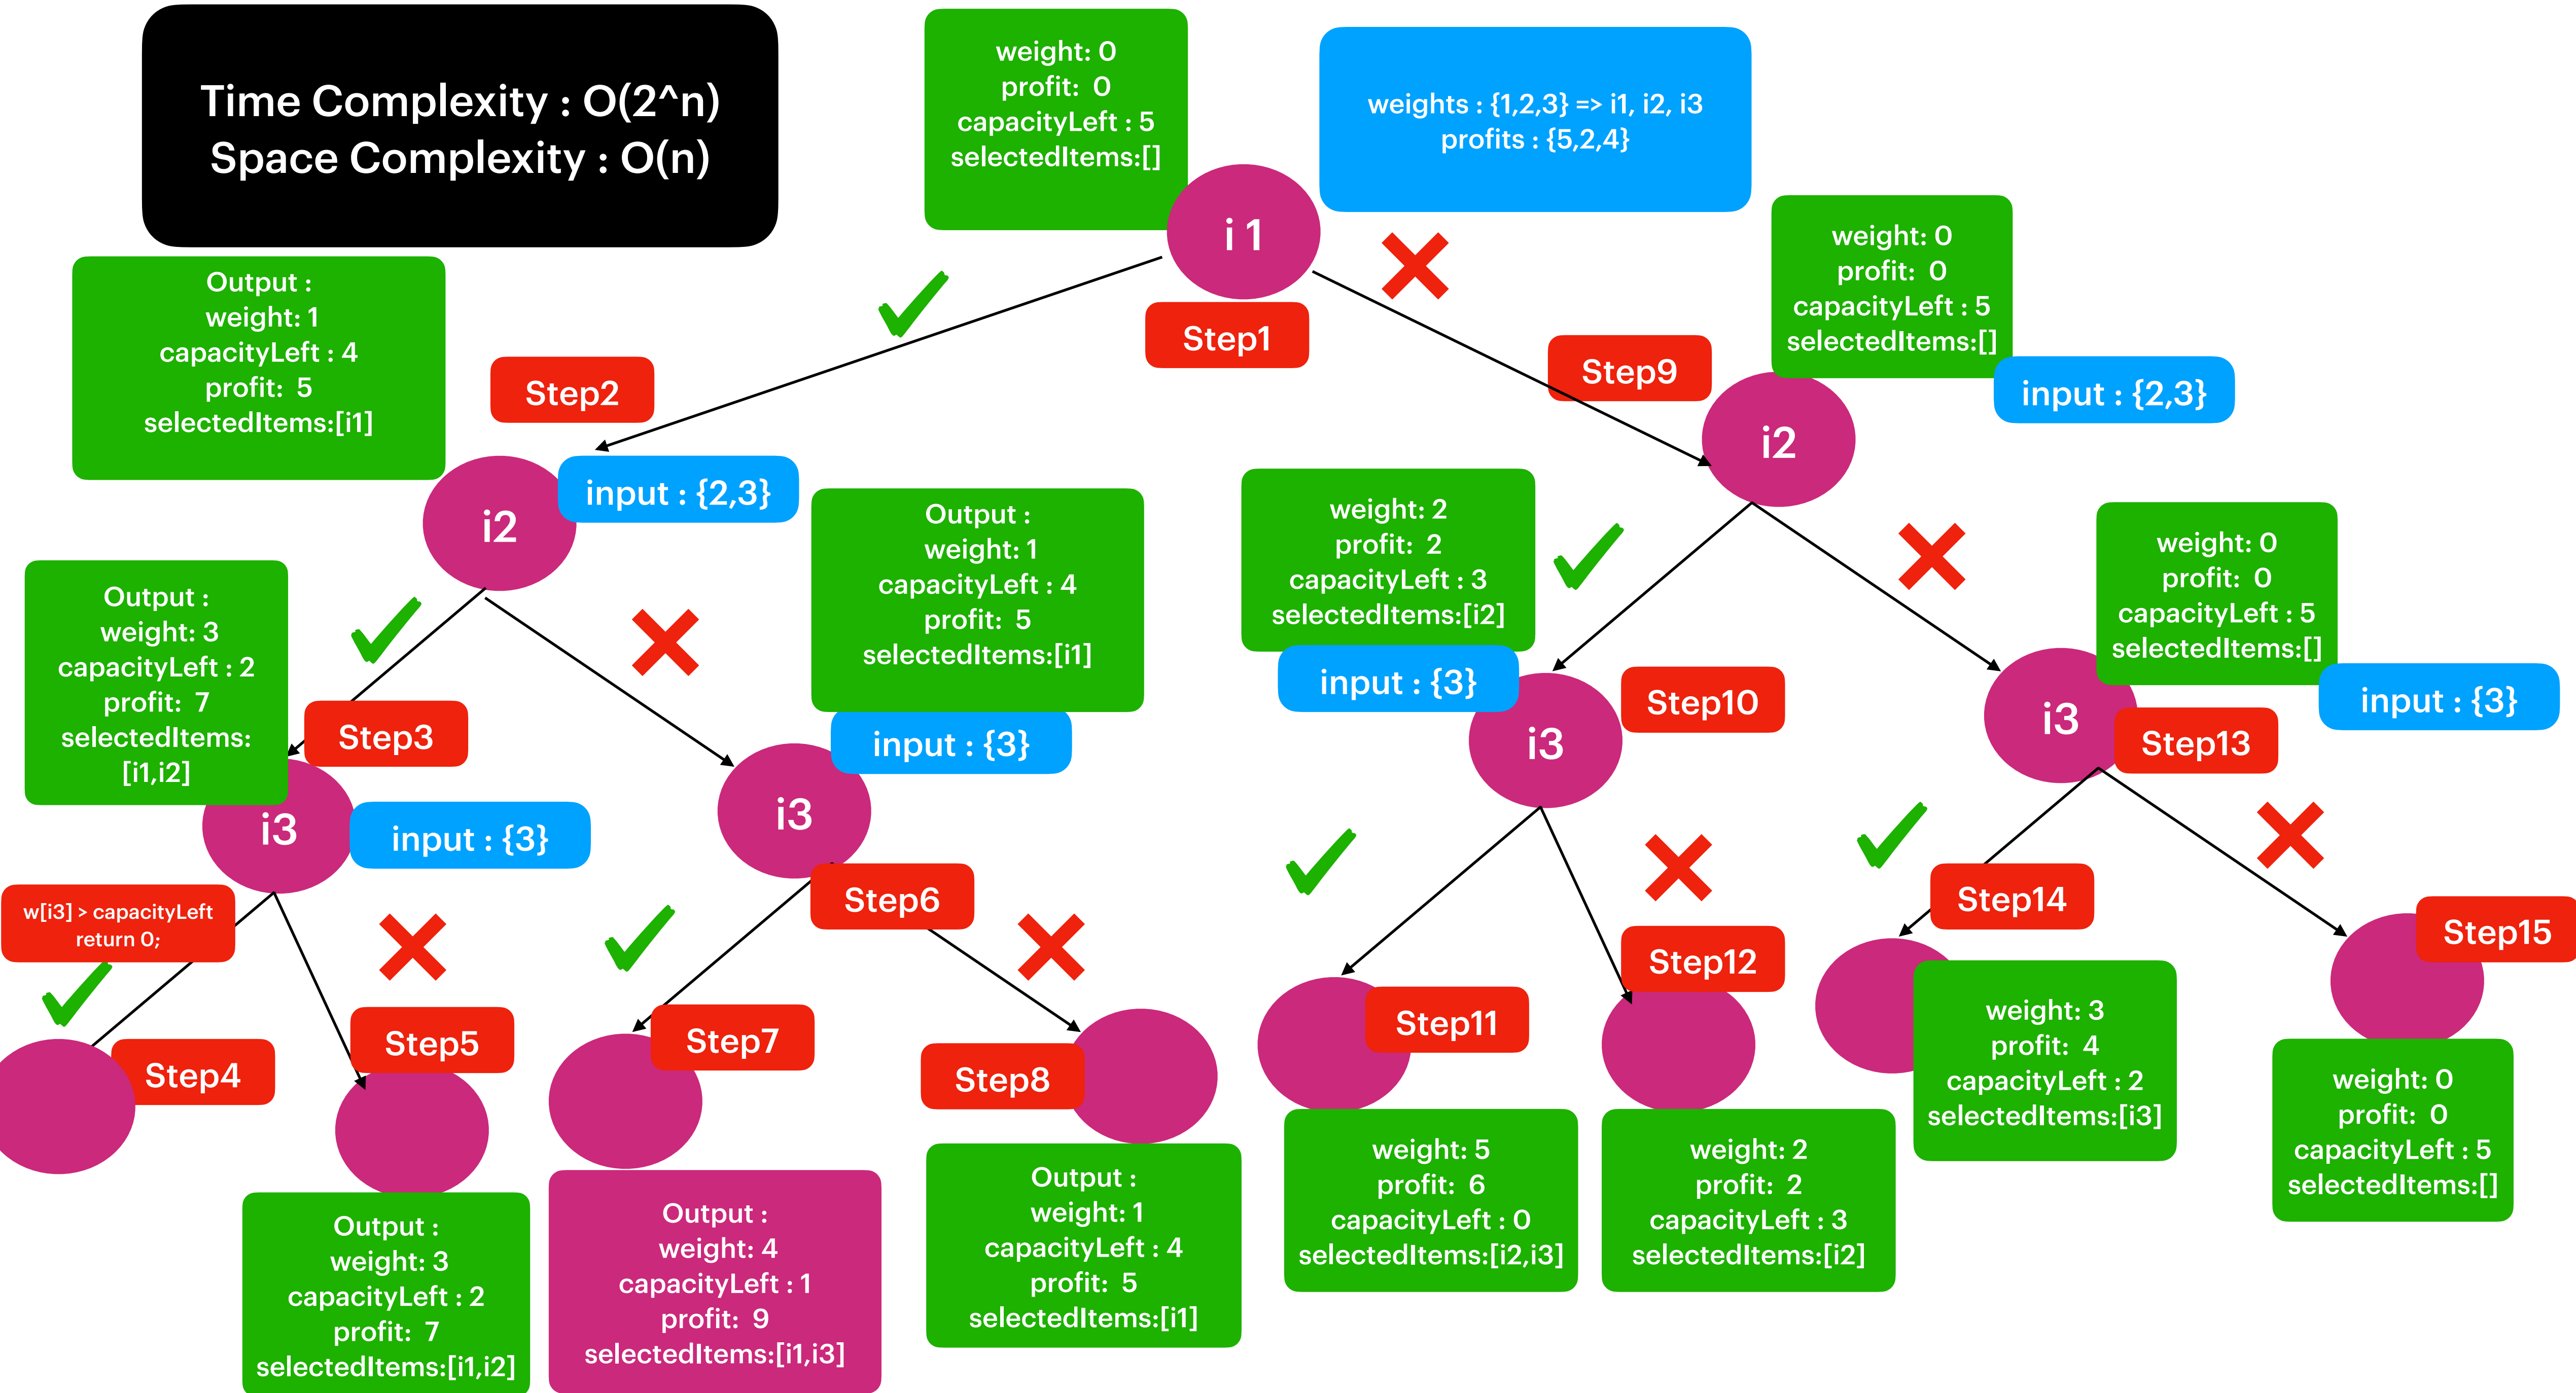 Time Complexity : O(2^n)
Space Complexity : O(n)
weight: 0
profit: 0
capacityLeft : 5
selectedItems:[]
weights : {1,2,3} => i1, i2, i3
profits : {5,2,4}
i 1
Step1
weight: 0
profit: 0
capacityLeft : 5
selectedItems:[]
Output :
weight: 1
capacityLeft : 4
profit: 5
selectedItems:[i1]
Step2
Step9
input : {2,3}
i2
input : {2,3}
i2
Output :
weight: 1
capacityLeft : 4
profit: 5
selectedItems:[i1]
weight: 2
profit: 2
capacityLeft : 3
selectedItems:[i2]
weight: 0
profit: 0
capacityLeft : 5
selectedItems:[]
Output :
weight: 3
capacityLeft : 2
profit: 7
selectedItems:
[i1,i2]
Step3
input : {3}
input : {3}
Step10
input : {3}
i3
Step13
i3
i3
i3
input : {3}
w[i3] > capacityLeft
return 0;
Step6
Step14
Step15
Step12
Step4
Step5
Step7
Step8
Step11
weight: 3
profit: 4
capacityLeft : 2
selectedItems:[i3]
weight: 0
profit: 0
capacityLeft : 5
selectedItems:[]
Output :
weight: 3
capacityLeft : 2
profit: 7
selectedItems:[i1,i2]
Output :
weight: 4
capacityLeft : 1
profit: 9
selectedItems:[i1,i3]
Output :
weight: 1
capacityLeft : 4
profit: 5
selectedItems:[i1]
weight: 5
profit: 6
capacityLeft : 0
selectedItems:[i2,i3]
weight: 2
profit: 2
capacityLeft : 3
selectedItems:[i2]